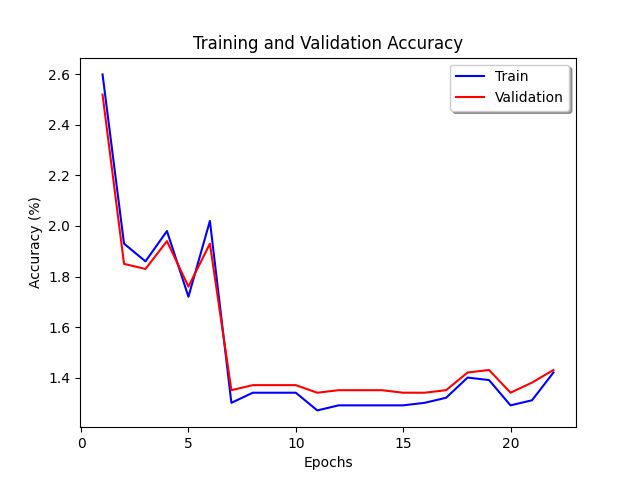 Training and Validation Accuracy
Train
Validation
Accuracy (%)
2.6
2.4
2.2
2.0
1.8
1.6
1.4
0 5 10 15 20
Epochs